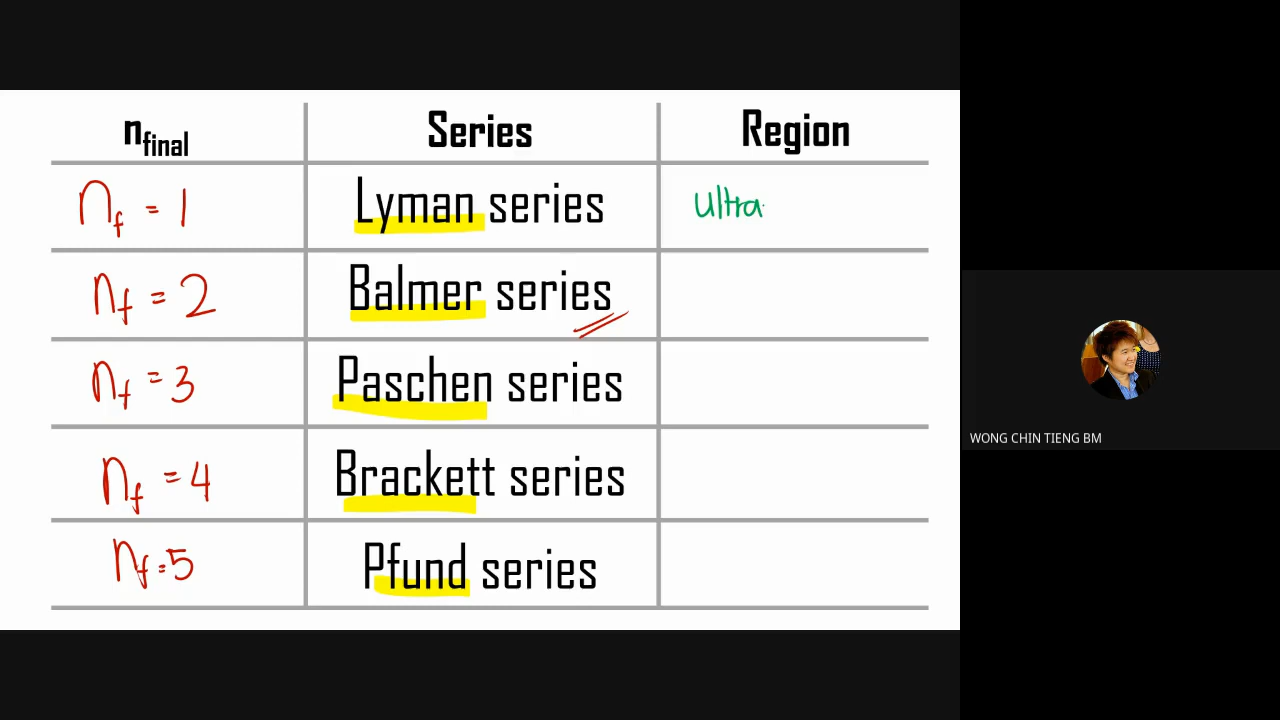 n final Series Region
nf = 1 Lyman series Ultra
nf = 2 Balmer series
nf = 3 Paschen series
nf = 4 Brackett series
nf = 5 Pfund series
WONG CHIN TIENG BM